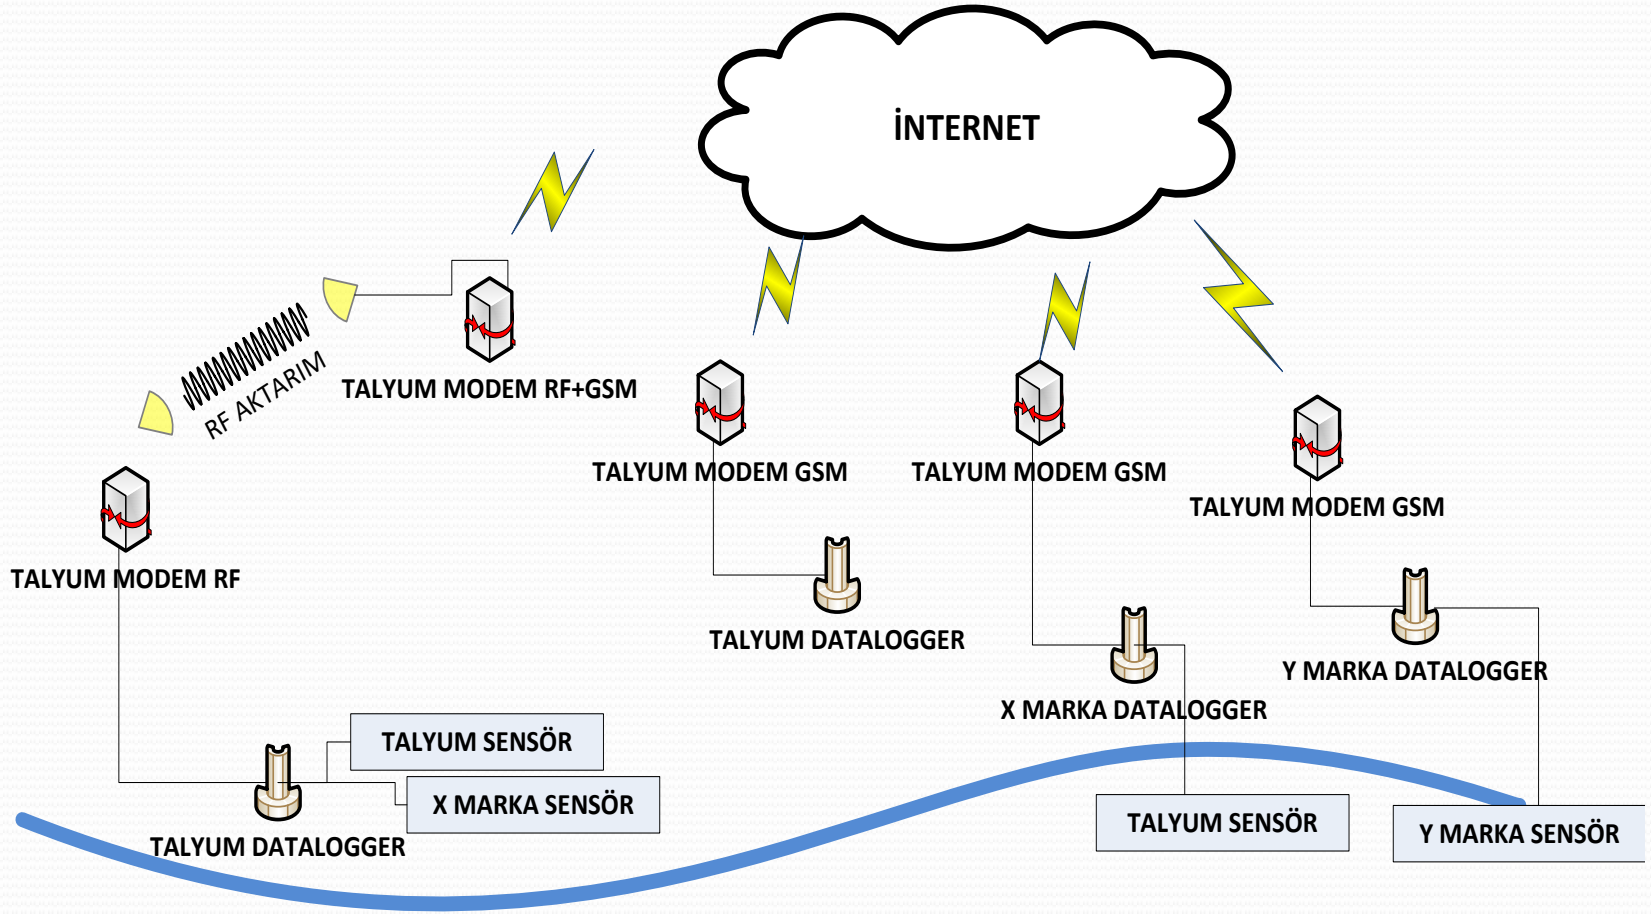 İNTERNET
RF AKTARIM
TALYUM MODEM RF+GSM
TALYUM MODEM GSM
TALYUM MODEM GSM
TALYUM MODEM GSM
TALYUM MODEM RF
TALYUM DATALOGGER
Y MARKA DATALOGGER
X MARKA DATALOGGER
TALYUM SENSÖR
X MARKA SENSÖR
TALYUM SENSÖR
Y MARKA SENSÖR
TALYUM DATALOGGER